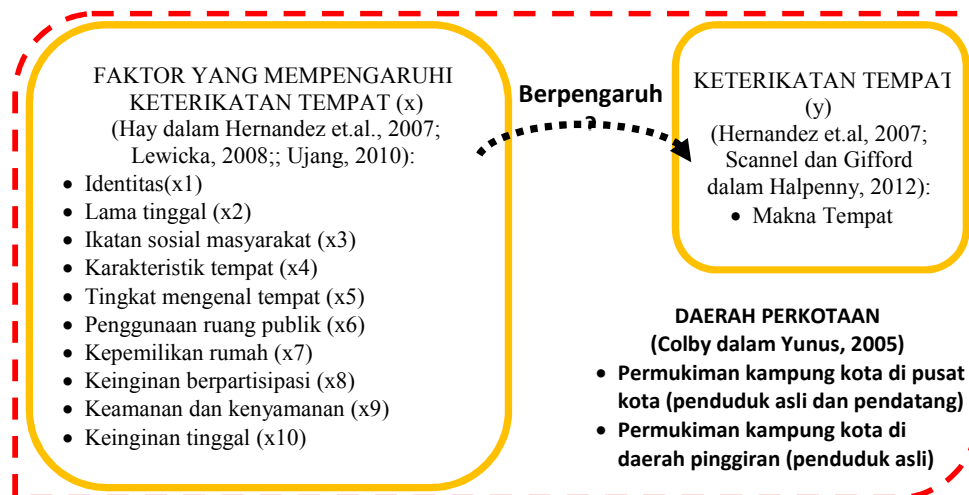 FAKTOR YANG MEMPENGARUHI
KETERIKATAN TEMPAT (x)
(Hay dalam Hernandez et.al., 2007;
Lewicka, 2008;; Ujang, 2010):
• Identitas(x1)
• Lama tinggal (x2)
• Ikatan sosial masyarakat (x3)
• Karakteristik tempat (x4)
• Tingkat mengenal tempat (x5)
• Penggunaan ruang publik (x6)
• Kepemilikan rumah (x7)
• Keinginan berpartisipasi (x8)
• Keamanan dan kenyamanan (x9)
• Keinginan tinggal (x10)
Berpengaruh
?
KETERIKATAN TEMPAT
(y)
(Hernandez et.al, 2007;
Scannel dan Gifford
dalam Halpenny, 2012):
• Makna Tempat
DAERAH PERKOTAAN
(Colby dalam Yunus, 2005)
• Permukiman kampung kota di pusat
kota (penduduk asli dan pendatang)
• Permukiman kampung kota di
daerah pinggiran (penduduk asli)